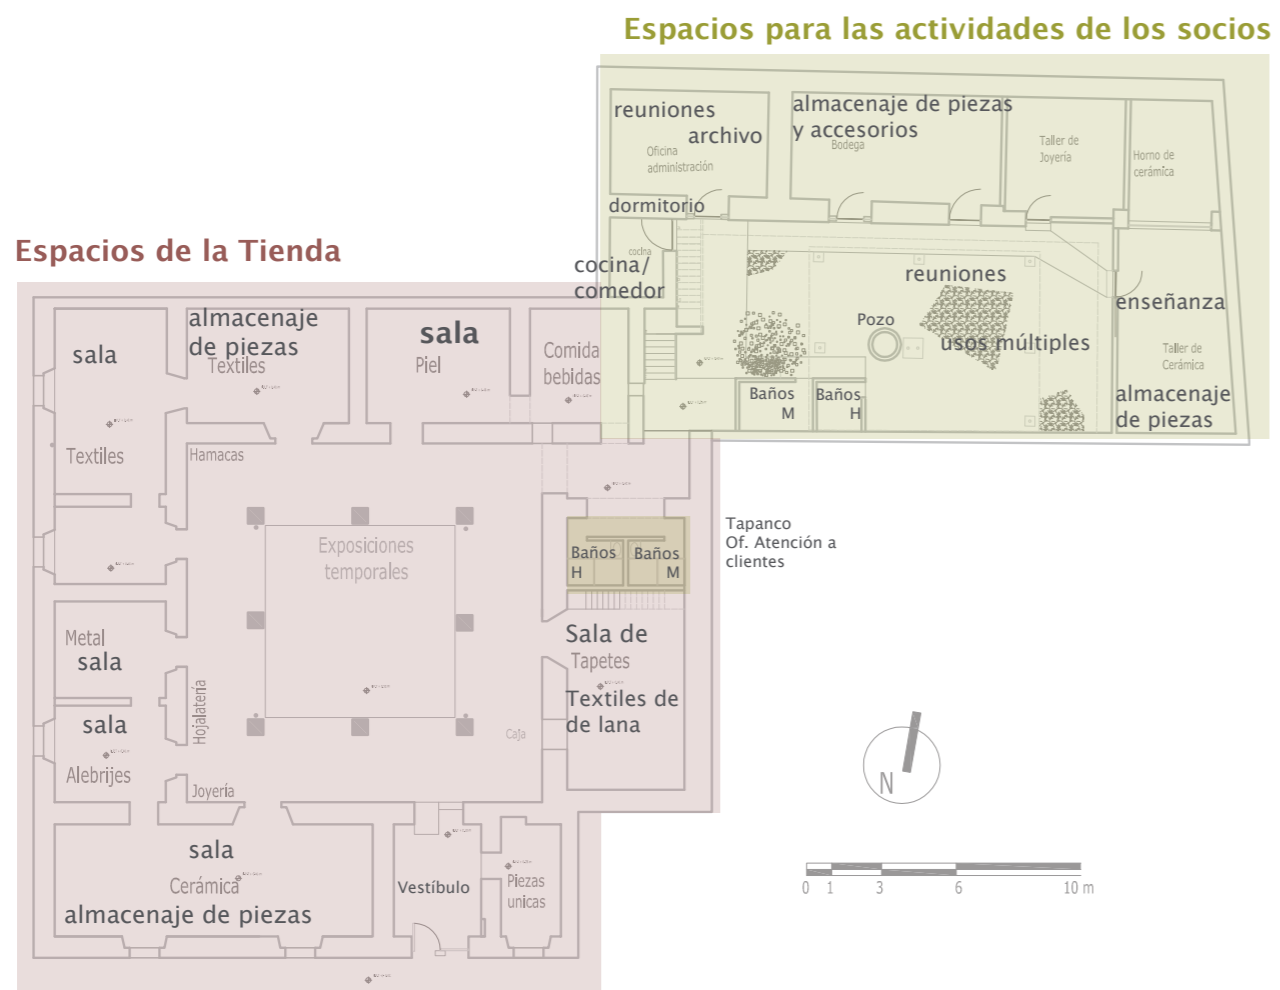 Espacios para las actividades de los socios
reuniones
archivo
Oficina
administración
almacenaje de piezas
y accesorios
Bodega
Taller de
Joyería
Horno de
cerámica
dormitorio
cocina
cocina/
comedor
reuniones
Pozo
usos múltiples
enseñanza
Taller de
Cerámica
almacenaje
de piezas
Baños
M
Baños
H
Espacios de la Tienda
sala
Textiles
almacenaje
de piezas
Textiles
sala
Piel
Comida
bebidas
Hamacas
Exposiciones
temporales
Baños
H
Baños
M
Tapanco
Of. Atención a
clientes
Metal
sala
Hojalatería
sala
Alebrijes
Joyería
Sala de
Tapetes
Textiles de
de lana
Caja
sala
Cerámica
almacenaje de piezas
Vestíbulo
Piezas
unicas
N
0 1 3 6 10 m